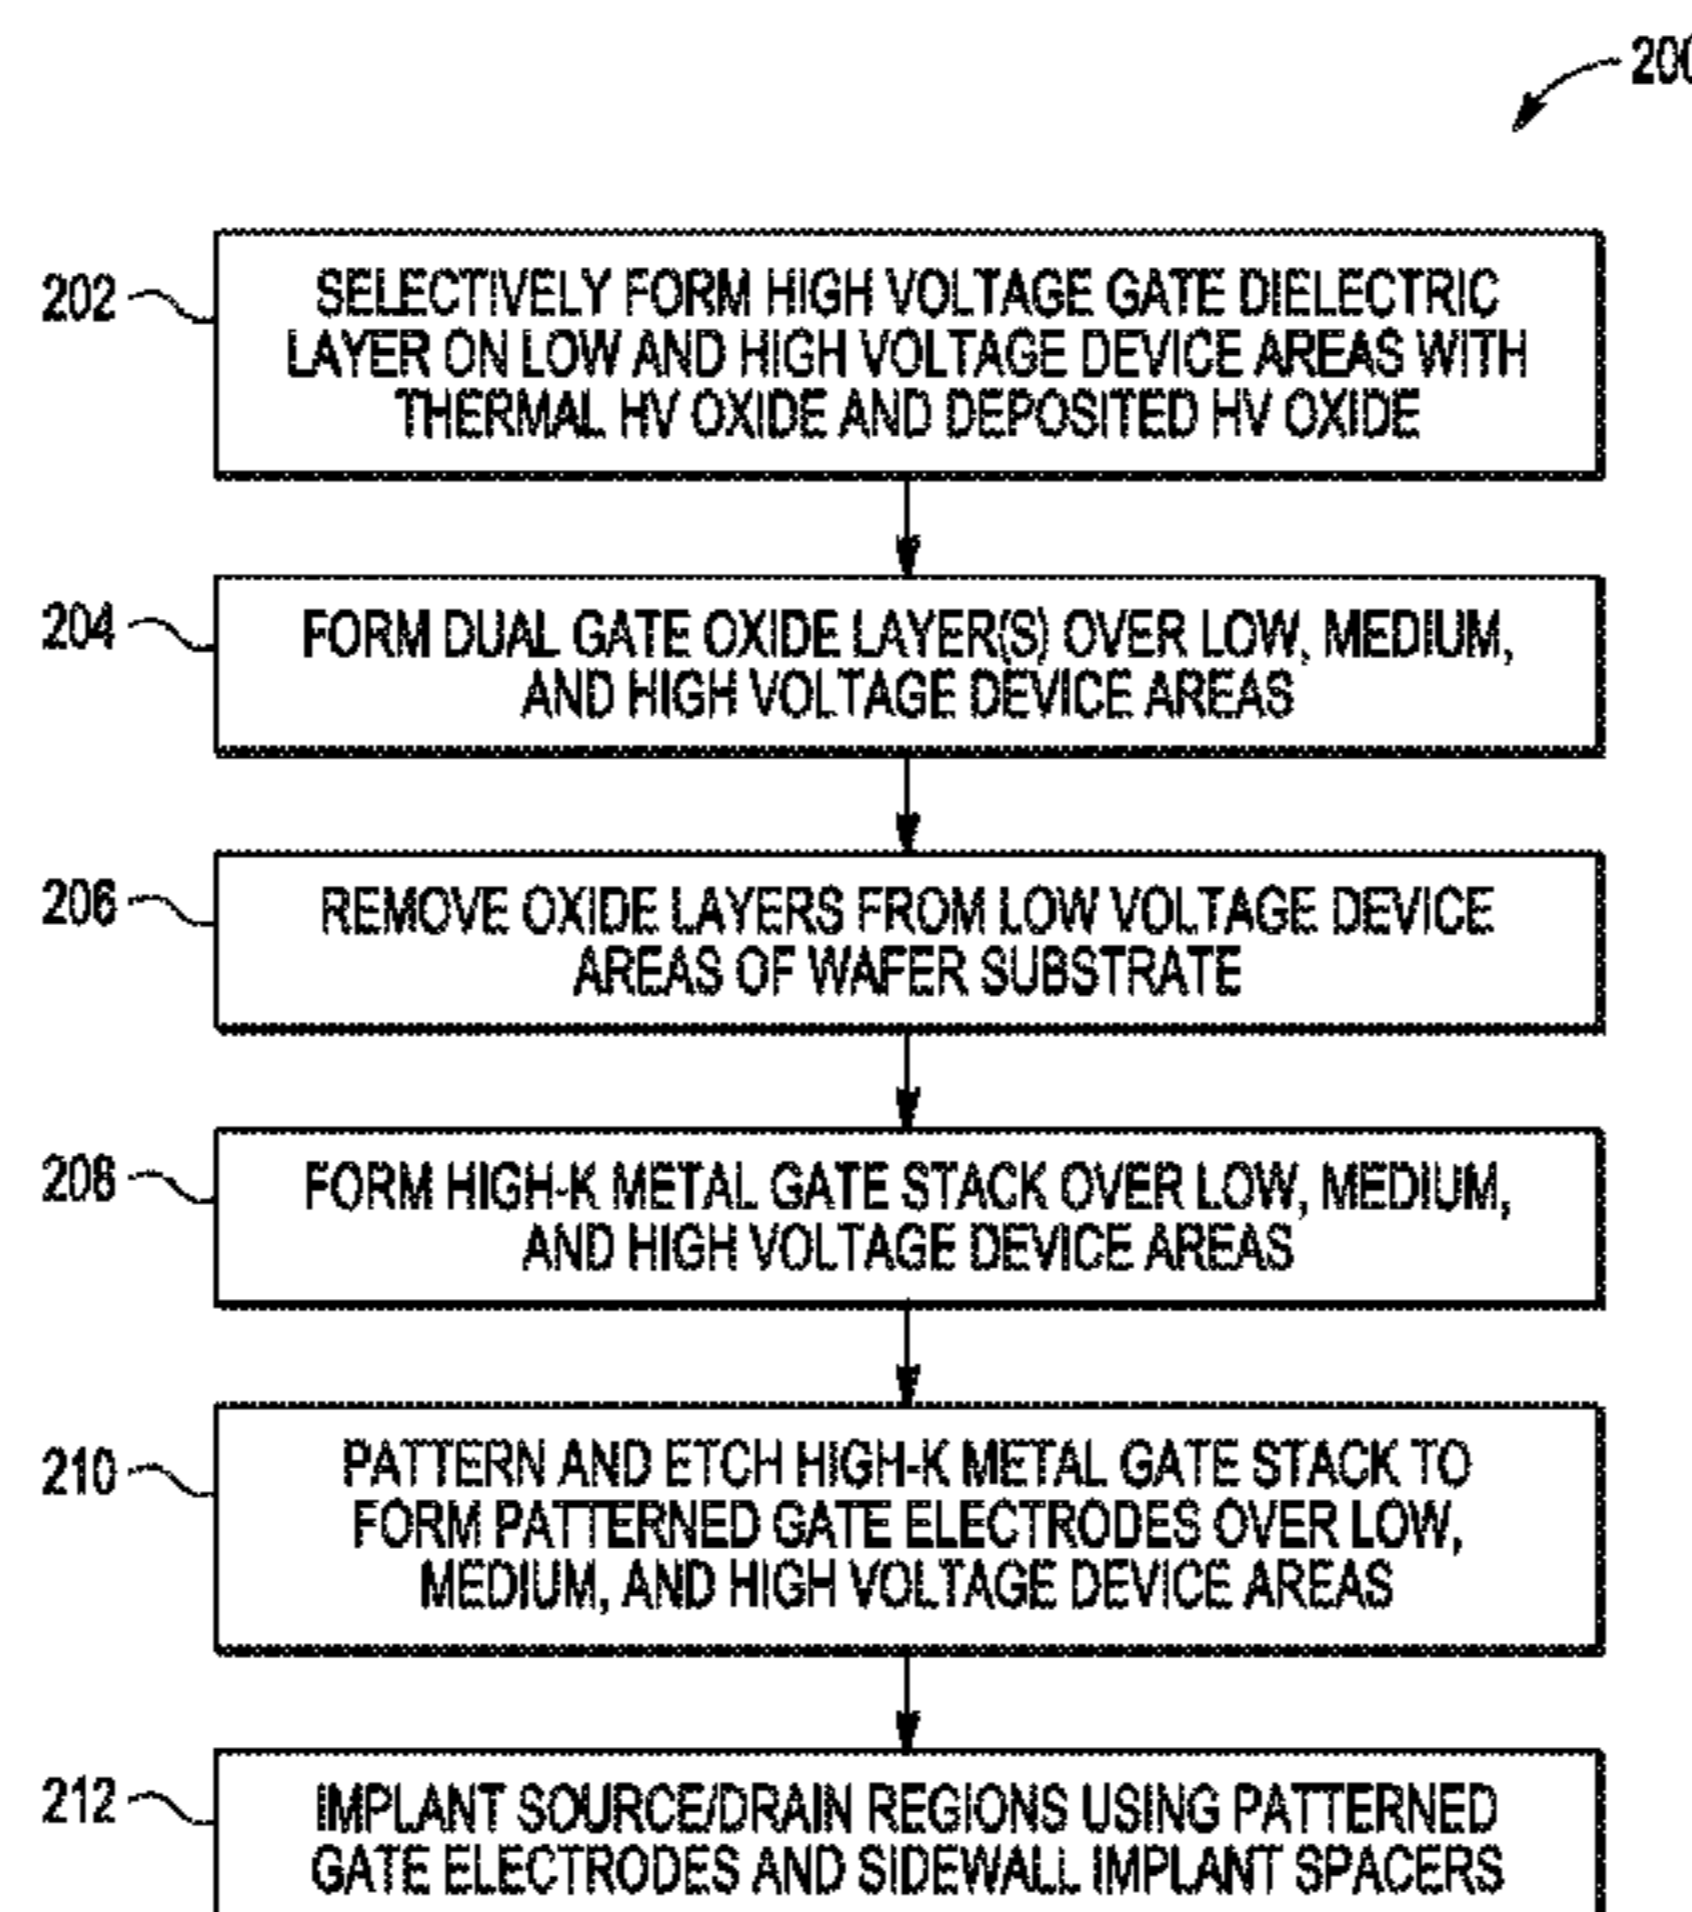 200
202
SELECTIVELY FORM HIGH VOLTAGE GATE DIELECTRIC
LAYER ON LOW AND HIGH VOLTAGE DEVICE AREAS WITH
THERMAL HV OXIDE AND DEPOSITED HV OXIDE
204
FORM DUAL GATE OXIDE LAYER(S) OVER LOW, MEDIUM,
AND HIGH VOLTAGE DEVICE AREAS
206
REMOVE OXIDE LAYERS FROM LOW VOLTAGE DEVICE
AREAS OF WAFER SUBSTRATE
208
FORM HIGH-K METAL GATE STACK OVER LOW, MEDIUM,
AND HIGH VOLTAGE DEVICE AREAS
210
PATTERN AND ETCH HIGH-K METAL GATE STACK TO
FORM PATTERNED GATE ELECTRODES OVER LOW,
MEDIUM, AND HIGH VOLTAGE DEVICE AREAS
212
IMPLANT SOURCE/DRAIN REGIONS USING PATTERNED
GATE ELECTRODES AND SIDEWALL IMPLANT SPACERS